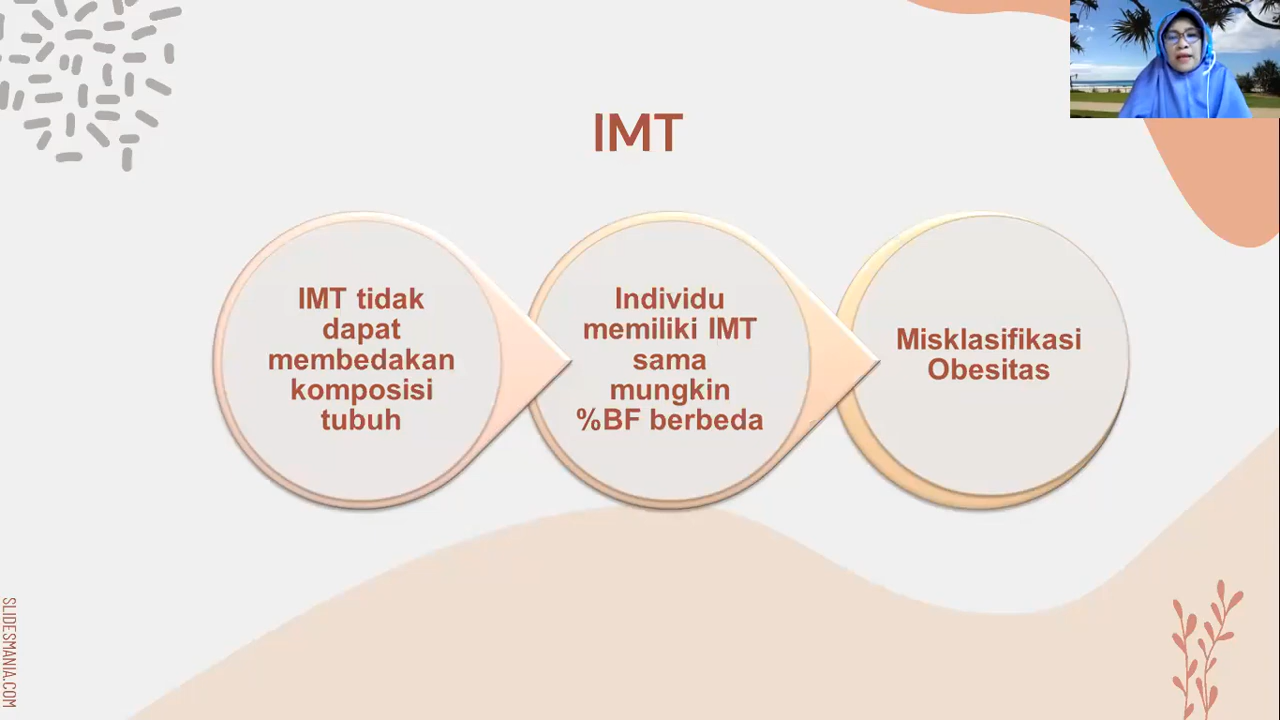 IMT
IMT tidak
dapat
membedakan
komposisi
tubuh
Individu
memiliki IMT
sama
mungkin
%BF berbeda
Misklasifikasi
Obesitas
SLIDESMANIA.COM